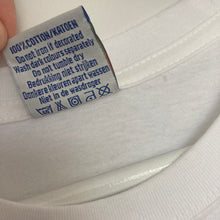 100% COTTON/KATOEN
Do not iron if decorated
Wash dark colours separately
Do not tumble dry
Bedrukking niet strijken
Donkere kleuren apart wassen
Niet in de wasdroger